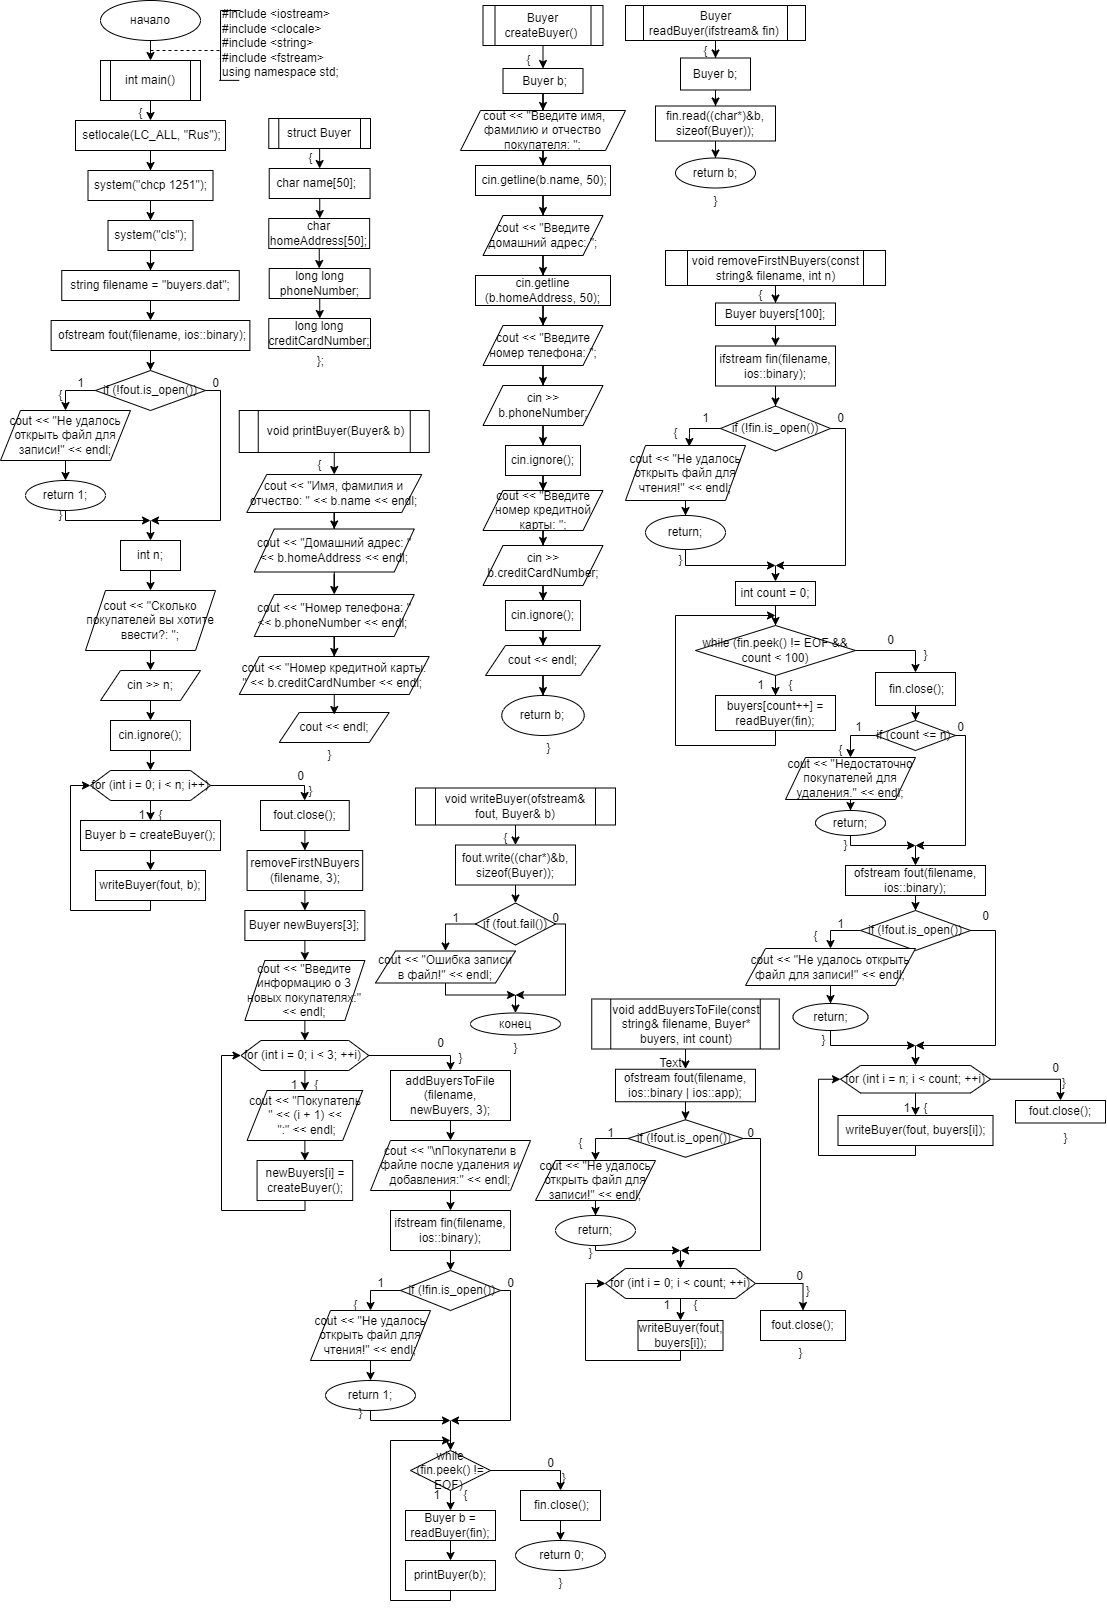 начало
#include <iostream>
#include <clocale>
#include <string>
#include <fstream>
using namespace std;
int main()
{
setlocale(LC_ALL, "Rus");
system("chcp 1251");
system("cls");
string filename = "buyers.dat";
ofstream fout(filename, ios::binary);
if (!fout.is_open())
1
0
{
cout << "Не удалось
открыть файл для
записи!" << endl;
return 1;
}
int n;
cout << "Сколько
покупателей вы хотите
ввести?: ";
cin >> n;
cin.ignore();
for (int i = 0; i < n; i++)
0
}
1
{
Buyer b = createBuyer();
writeBuyer(fout, b);
fout.close();
removeFirstNBuyers
(filename, 3);
Buyer newBuyers[3];
cout << "Введите
информацию о 3
новых покупателях:"
<< endl;
for (int i = 0; i < 3; ++i)
0
}
1
{
cout << "Покупатель
" << (i + 1) <<
":" << endl;
newBuyers[i] =
createBuyer();
addBuyersToFile
(filename,
newBuyers, 3);
cout << "\nПокупатели в
файле после удаления и
добавления:" << endl;
ifstream fin(filename,
ios::binary);
if (!fin.is_open())
1
0
{
cout << "Не удалось
открыть файл для
чтения!" << endl;
return 1;
}
while
(fin.peek() !=
EOF)
0
}
1
{
Buyer b =
readBuyer(fin);
printBuyer(b);
fin.close();
return 0;
}
struct Buyer
{
char name[50];
char
homeAddress[50];
long long
phoneNumber;
long long
creditCardNumber;
};
void printBuyer(Buyer& b)
{
cout << "Имя, фамилия и
отчество: " << b.name << endl;
cout << "Домашний адрес: "
<< b.homeAddress << endl;
cout << "Номер телефона: "
<< b.phoneNumber << endl;
cout << "Номер кредитной карты:
" << b.creditCardNumber << endl;
cout << endl;
}
Buyer
createBuyer()
{
Buyer b;
cout << "Введите имя,
фамилию и отчество
покупателя: ";
cin.getline(b.name, 50);
cout << "Введите
домашний адрес: ";
cin.getline
(b.homeAddress, 50);
cout << "Введите
номер телефона: ";
cin >>
b.phoneNumber;
cin.ignore();
cout << "Введите
номер кредитной
карты: ";
cin >>
b.creditCardNumber;
cin.ignore();
cout << endl;
return b;
}
void writeBuyer(ofstream&
fout, Buyer& b)
{
fout.write((char*)&b,
sizeof(Buyer));
if (fout.fail())
1
0
cout << "Ошибка записи
в файл!" << endl;
конец
}
Buyer
readBuyer(ifstream& fin)
{
Buyer b;
fin.read((char*)&b,
sizeof(Buyer));
return b;
}
void removeFirstNBuyers(const
string& filename, int n)
{
Buyer buyers[100];
ifstream fin(filename,
ios::binary);
if (!fin.is_open())
1
0
{
cout << "Не удалось
открыть файл для
чтения!" << endl;
return;
}
int count = 0;
while (fin.peek() != EOF &&
count < 100)
0
}
1
{
buyers[count++] =
readBuyer(fin);
fin.close();
if (count <= n)
1
0
{
cout << "Недостаточно
покупателей для
удаления." << endl;
return;
}
ofstream fout(filename,
ios::binary);
if (!fout.is_open())
1
0
{
cout << "Не удалось открыть
файл для записи!" << endl;
return;
}
for (int i = n; i < count; ++i)
0
}
1
{
writeBuyer(fout, buyers[i]);
fout.close();
}
void addBuyersToFile(const
string& filename, Buyer*
buyers, int count)
Text
ofstream fout(filename,
ios::binary | ios::app);
if (!fout.is_open())
1
0
{
cout << "Не удалось
открыть файл для
записи!" << endl;
return;
}
for (int i = 0; i < count; ++i)
0
}
1
{
writeBuyer(fout,
buyers[i]);
fout.close();
}